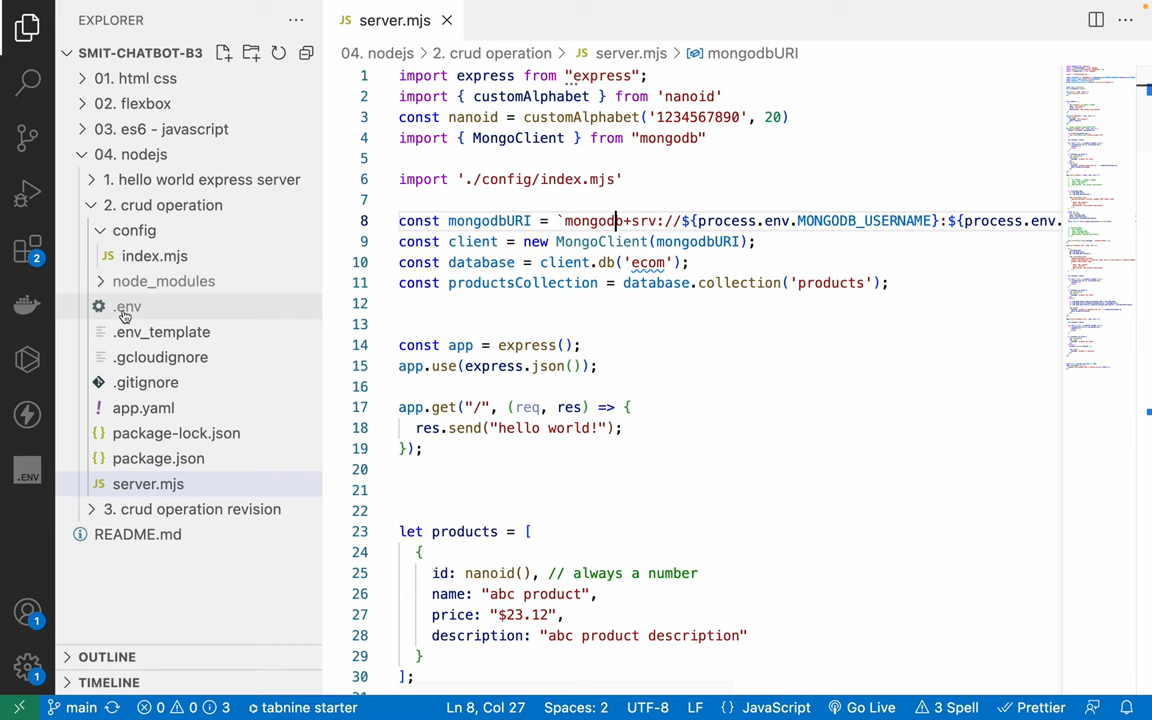 EXPLORER
server.mjs
SMIT-CHATBOT-B3
01. html css
02. flexbox
03. es6 - javascript
04. nodejs
1. hello world express server
2. crud operation
config
index.mjs
node_modules
.env
.env_template
.gcloudignore
.gitignore
app.yaml
package-lock.json
package.json
server.mjs
3. crud operation revision
README.md
OUTLINE
TIMELINE
2
.ENV
1
1
04. nodejs > 2. crud operation > JS server.mjs > mongodbURI
1 import express from "express";
2 import { customAlphabet } from 'nanoid'
3 const nanoid = customAlphabet('1234567890', 20)
4 import { MongoClient } from "mongodb"
5
6 import './config/index.mjs'
7
8 const mongodbURI = `mongodb+srv://${process.env.MONGODB_USERNAME}:${process.env.
9 const client = new MongoClient(mongodbURI);
10 const database = client.db('ecom');
11 const productsCollection = database.collection('products');
12
13
14 const app = express();
15 app.use(express.json());
16
17 app.get("/", (req, res) => {
18 res.send("hello world!");
19 });
20
21
22
23 let products = [
24 {
25 id: nanoid(), // always a number
26 name: "abc product",
27 price: "$23.12",
28 description: "abc product description"
29 }
30 ];
main 0 0 3 tabnine starter Ln 8, Col 27 Spaces: 2 UTF-8 LF {} JavaScript Go Live 3 Spell Prettier